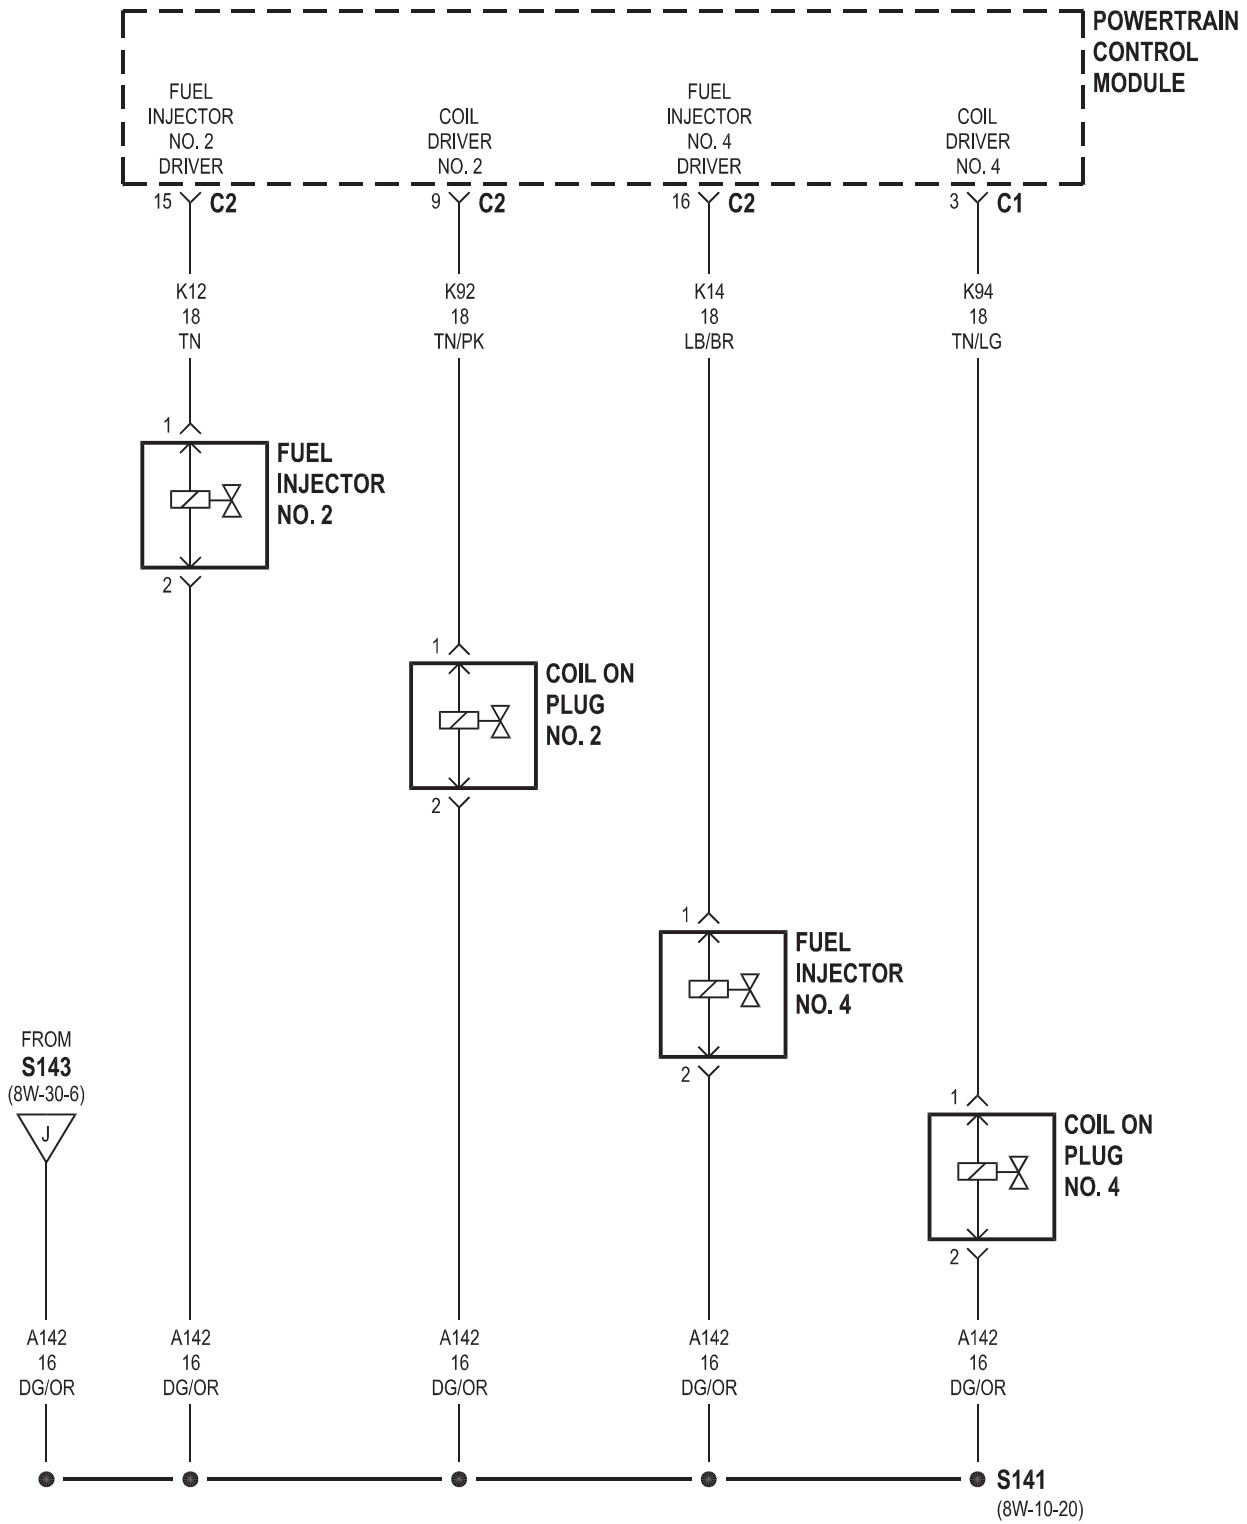 POWERTRAIN
CONTROL
MODULE
FUEL
INJECTOR
NO. 2
DRIVER
COIL
DRIVER
NO. 2
FUEL
INJECTOR
NO. 4
DRIVER
COIL
DRIVER
NO. 4
15 C2
9 C2
16 C2
3 C1
K12
18
TN
K92
18
TN/PK
K14
18
LB/BR
K94
18
TN/LG
1
FUEL
INJECTOR
NO. 2
2
1
COIL ON
PLUG
NO. 2
2
1
FUEL
INJECTOR
NO. 4
2
FROM
S143
(8W-30-6)
J
1
COIL ON
PLUG
NO. 4
2
A142
16
DG/OR
A142
16
DG/OR
A142
16
DG/OR
A142
16
DG/OR
A142
16
DG/OR
S141
(8W-10-20)